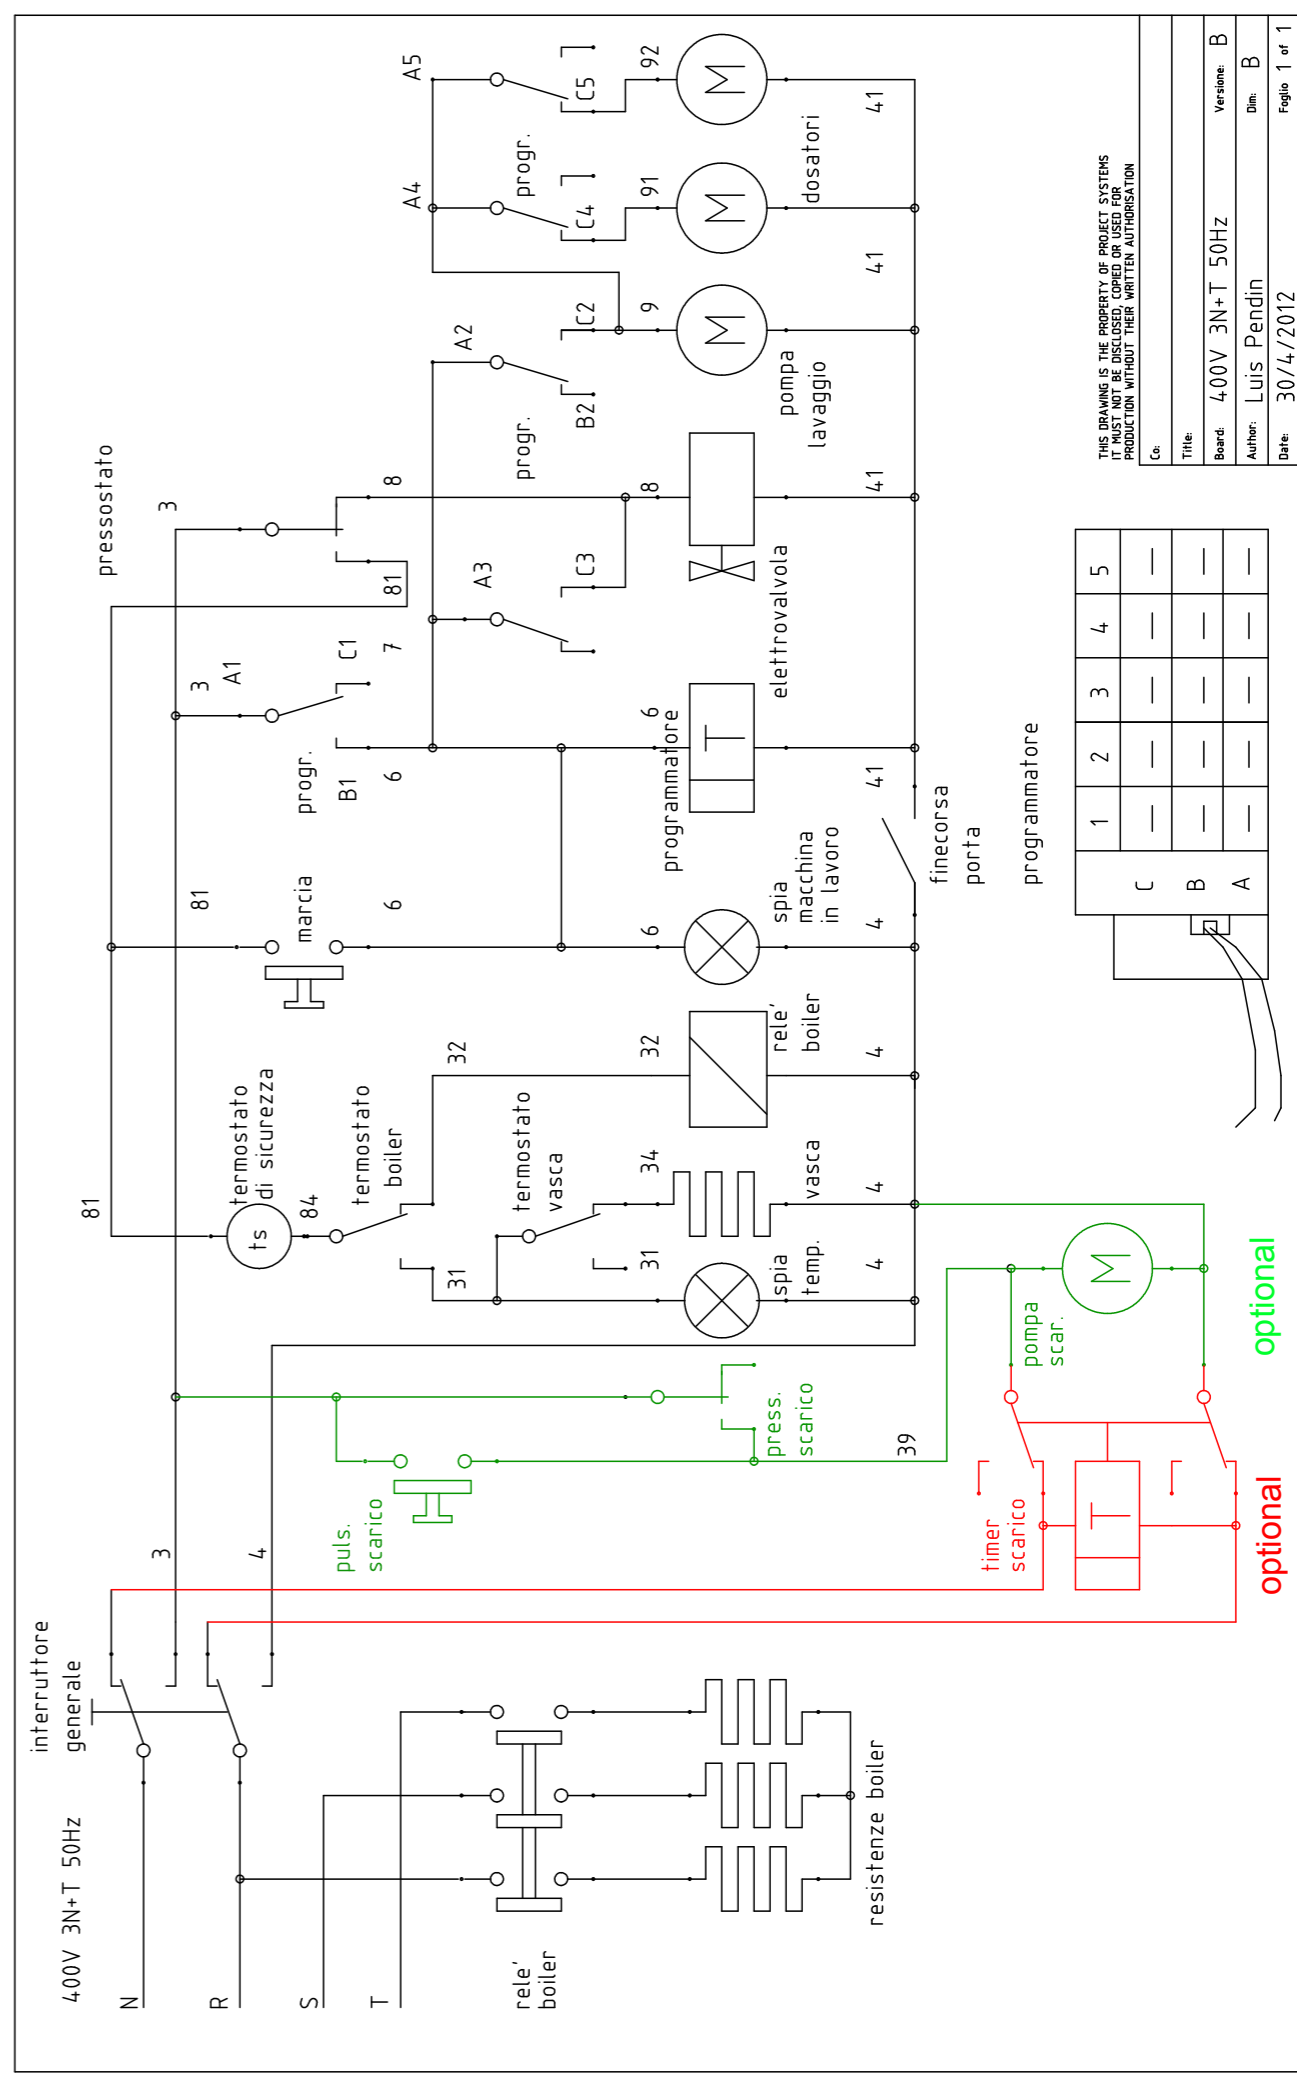 400V 3N+T 50Hz
N
R
S
T
interruttore
generale
rele'
boiler
resistenze boiler
3
4
puls.
scarico
press.
scarico
39
timer
scarico
optional
pompa
scar.
M
optional
81
termostato
di sicurezza
ts
84
termostato
boiler
31
32
termostato
vasca
31
34
32
spia
temp.
vasca
rele'
boiler
4
4
4
4
T
81
marcia
6
6
spia
macchina
in lavoro
finecorsa
porta
3
A1
progr.
B1
C1
6
7
6
programmatore
T
41
pressostato
3
81
8
A3
C3
8
elettrovalvola
41
A2
progr.
B2
C2
9
M
pompa
lavaggio
41
A4
progr.
C4
91
M
dosatori
A5
C5
92
M
41
programmatore
1 2 3 4 5
C — — — — —
B — — — — —
A — — — — —
THIS DRAWING IS THE PROPERTY OF PROJECT SYSTEMS
IT MUST NOT BE DISCLOSED, COPIED OR USED FOR
PRODUCTION WITHOUT THEIR WRITTEN AUTHORISATION
Co:
Title:
Board: 400V 3N+T 50Hz Versione: B
Author: Luis Pendin Dim: B
Date: 30/4/2012 Foglio 1 of 1